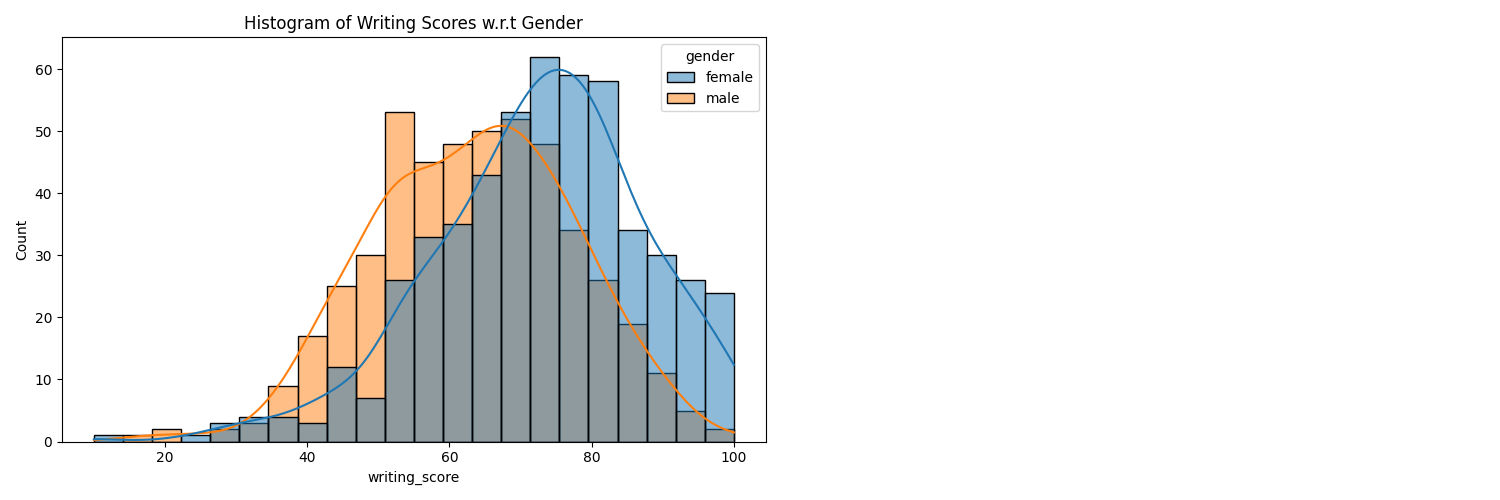 Histogram of Writing Scores w.r.t Gender
gender
female
male
Count
60
50
40
30
20
10
0
20 40 60 80 100
writing_score